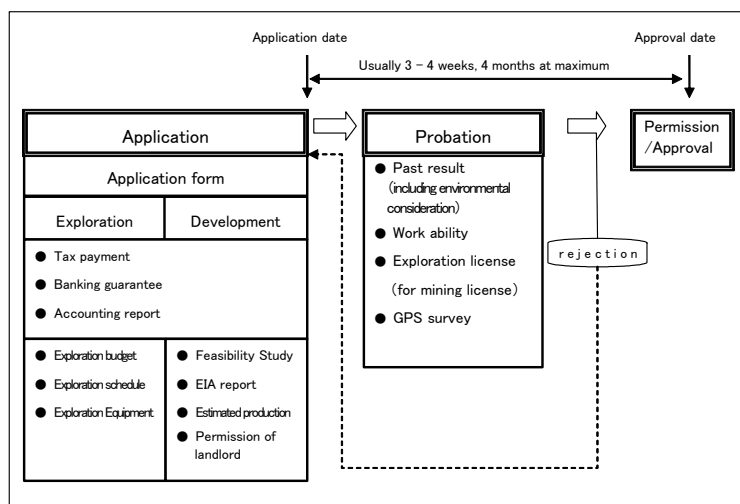 Application date
Approval date
Usually 3 – 4 weeks, 4 months at maximum
Application
Probation
Permission
/Approval
Application form
Exploration
Development
● Tax payment
● Banking guarantee
● Accounting report
● Exploration budget
● Exploration schedule
● Exploration Equipment
● Feasibility Study
● EIA report
● Estimated production
● Permission of
landlord
● Past result
(including environmental
consideration)
● Work ability
● Exploration license
(for mining license)
● GPS survey
rejection